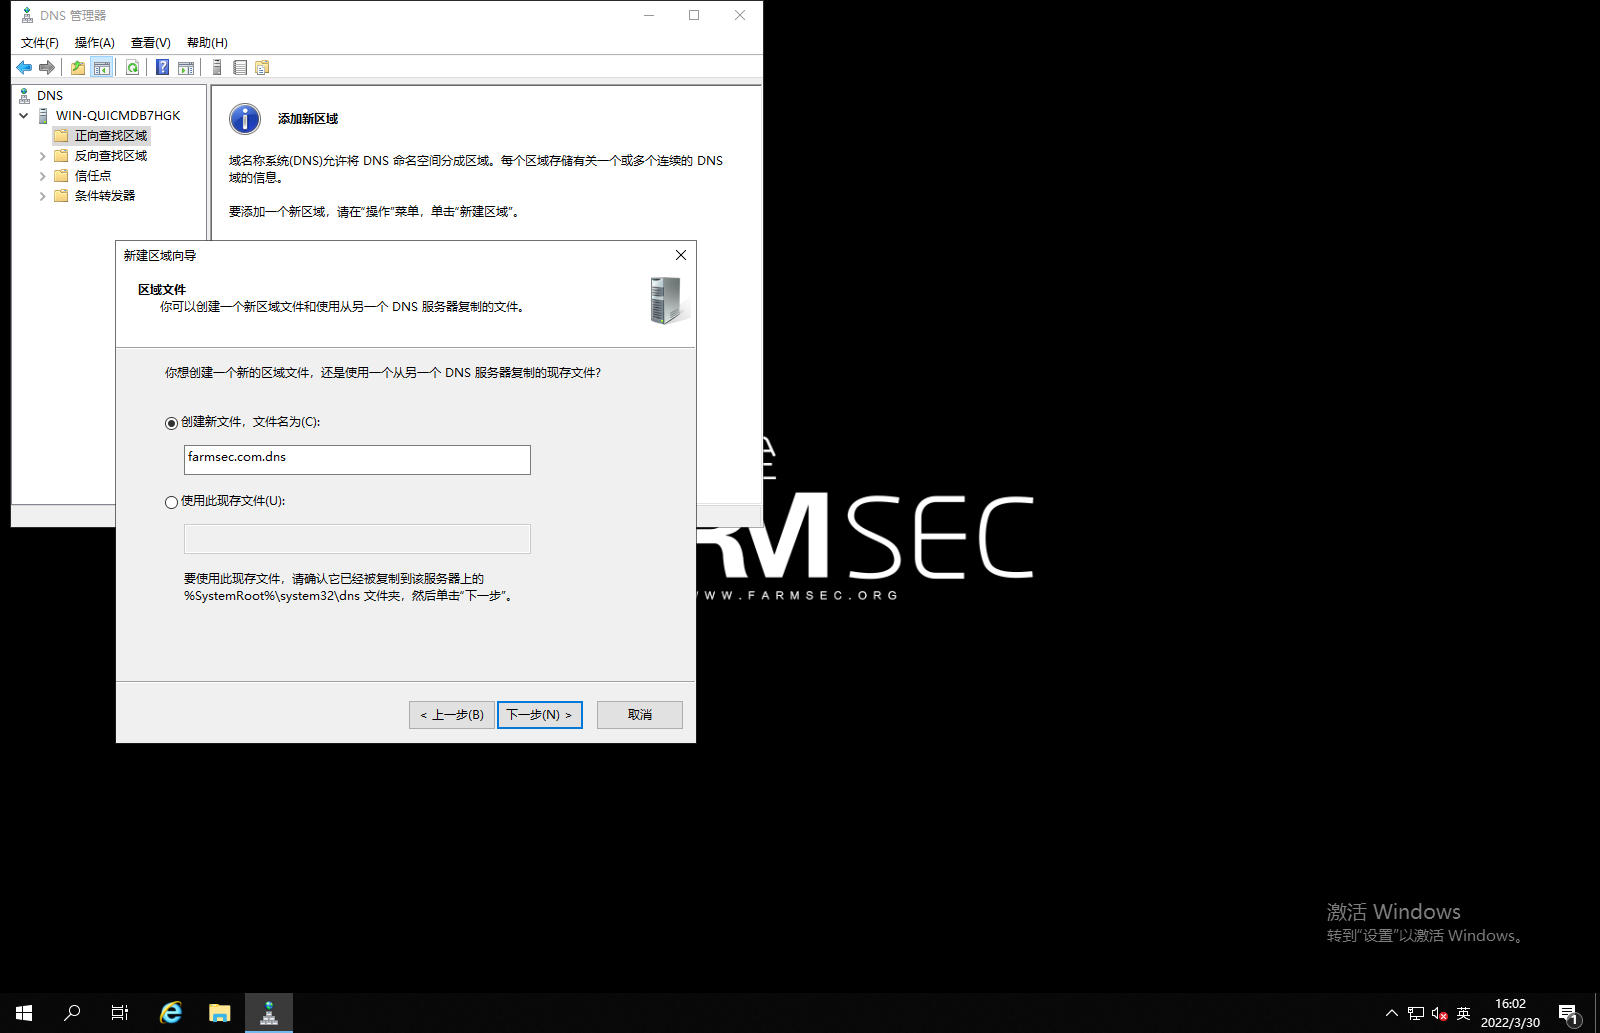 DNS 管理器
文件(F) 操作(A) 查看(V) 帮助(H)
DNS
WIN-QUICMDB7HGK
正向查找区域
反向查找区域
信任点
条件转发器
添加新区域
域名称系统(DNS)允许将 DNS 命名空间分成区域。每个区域存储有关一个或多个连续的 DNS
域的信息。
要添加一个新区域，请在“操作”菜单，单击“新建区域”。
新建区域向导
区域文件
你可以创建一个新区域文件和使用从另一个 DNS 服务器复制的文件。
你想创建一个新的区域文件，还是使用一个从另一个 DNS 服务器复制的现存文件?
创建新文件，文件名为(C):
farmsec.com.dns
使用此现存文件(U):
要使用此现存文件，请确认它已经被复制到该服务器上的
%SystemRoot%\system32\dns 文件夹，然后单击“下一步”。
< 上一步(B) 下一步(N) > 取消
RMSEC
WW.FARMSEC.ORG
激活 Windows
转到“设置”以激活 Windows。
英
16:02
2022/3/30
1